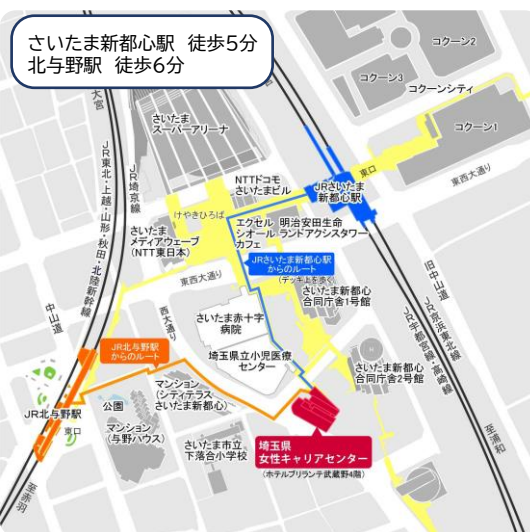 さいたま新都心駅 徒歩5分
北与野駅 徒歩6分
至大宮
コクーン2
コクーン3
コクーンシティ
コクーン1
さいたま
スーパーアリーナ
JR東北・上越・山形・秋田・北陸新幹線
JR埼京線
NTTドコモ
さいたまビル
東口
JRさいたま
新都心駅
東西大通り
けやきひろば
さいたま
メディアウェーブ
(NTT東日本)
エクセル
シオール
カフェ
明治安田生命
ランドアクシスタワー
JRさいたま新都心駅
からのルート
(デッキ上を歩く)
東西大通り
さいたま新都心
合同庁舎1号館
旧中山道
中山道
西大通り
さいたま赤十字
病院
JR京浜東北線
JR宇都宮線・高崎線
JR北与野駅
からのルート
埼玉県立小児医療
センター
さいたま新都心
合同庁舎2号館
マンション
(シティテラス
さいたま新都心)
公園
JR北与野駅
東口
マンション
(与野ハウス)
さいたま市立
下落合小学校
埼玉県
女性キャリアセンター
(ホテルブリランテ武蔵野4階)
至浦和
至赤羽